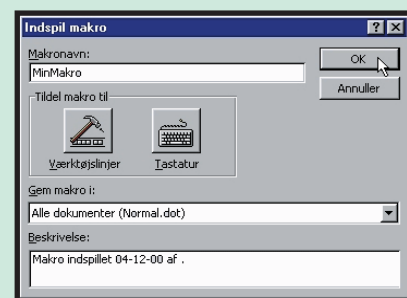 Indspil makro
Makronavn:
MinMakro
OK
Annuller
Tildel makro til
Værktøjslinjer
Tastatur
Gem makro i:
Alle dokumenter (Normal.dot)
Beskrivelse:
Makro indspillet 04-12-00 af .